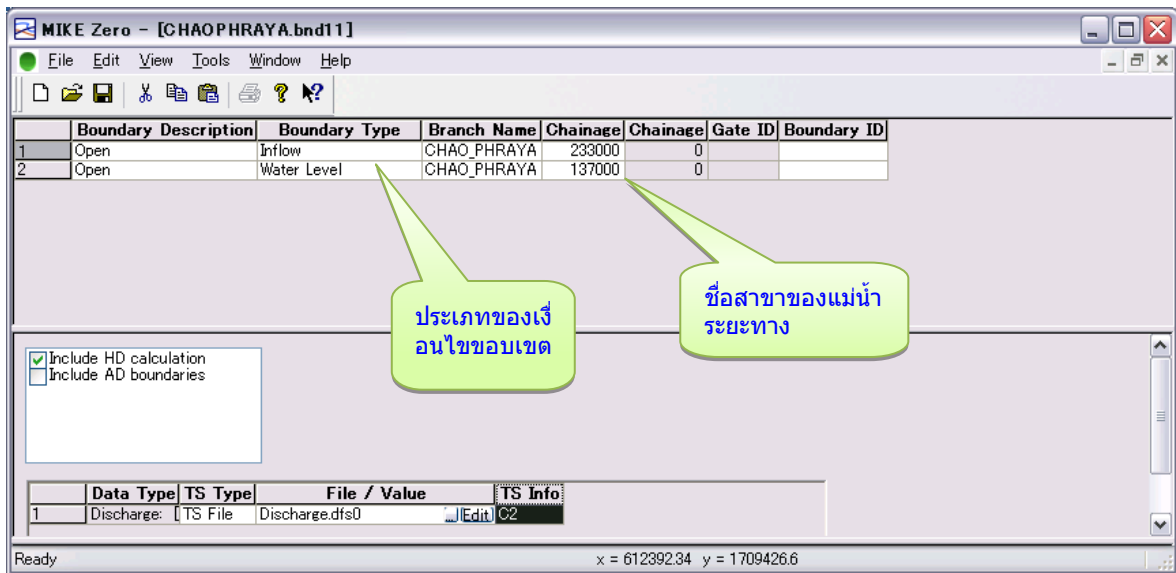 MIKE Zero - [CHAOPHRAYA.bnd11]
File Edit View Tools Window Help
Boundary Description Boundary Type Branch Name Chainage Chainage Gate ID Boundary ID
1 Open Inflow CHAO_PHRAYA 233000 0
2 Open Water Level CHAO_PHRAYA 137000 0
ประเภทของเงื่
อนไขขอบเขต
ชื่อสาขาของแม่น้ำ
ระยะทาง
Include HD calculation
Include AD boundaries
Data Type TS Type File / Value TS Info
1 Discharge: [ TS File Discharge.dfs0 ... Edit C2
Ready x = 612392.34 y = 1709426.6